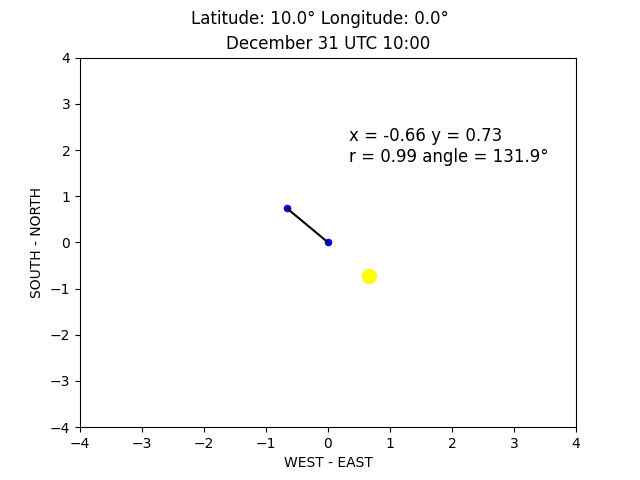 Latitude: 10.0° Longitude: 0.0°
December 31 UTC 10:00
x = -0.66 y = 0.73
r = 0.99 angle = 131.9°
4
3
2
1
0
−1
−2
−3
−4
SOUTH - NORTH
−4 −3 −2 −1 0 1 2 3 4
WEST - EAST